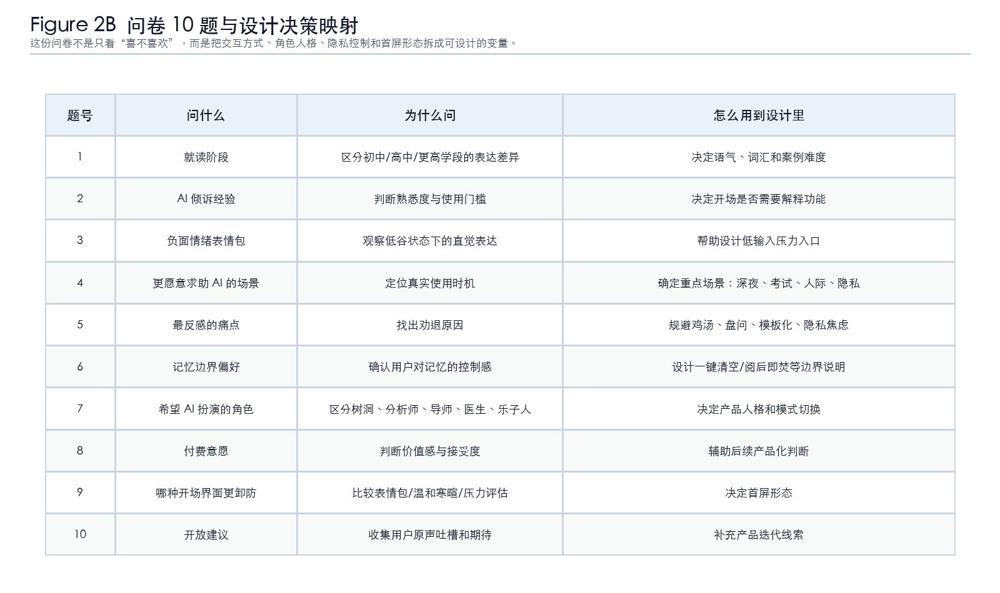 Figure 2B 问卷 10 题与设计决策映射
这份问卷不是只看“喜不喜欢”，而是把交互方式、角色人格、隐私控制和首屏形态拆成可设计的变量。
题号 问什么 为什么问 怎么用到设计里
1 就读阶段 区分初中/高中/更高学段的表达差异 决定语气、词汇和案例难度
2 AI 倾诉经验 判断熟悉度与使用门槛 决定开场是否需要解释功能
3 负面情绪表情包 观察低谷状态下的直觉表达 帮助设计低输入压力入口
4 更愿意求助 AI 的场景 定位真实使用时机 确定重点场景：深夜、考试、人际、隐私
5 最反感的痛点 找出劝退原因 规避鸡汤、盘问、模板化、隐私焦虑
6 记忆边界偏好 确认用户对记忆的控制感 设计一键清空/阅后即焚等边界说明
7 希望 AI 扮演的角色 区分树洞、分析师、导师、医生、乐子人 决定产品人格和模式切换
8 付费意愿 判断价值感与接受度 辅助后续产品化判断
9 哪种开场界面更卸防 比较表情包/温和寒暄/压力评估 决定首屏形态
10 开放建议 收集用户原声吐槽和期待 补充产品迭代线索